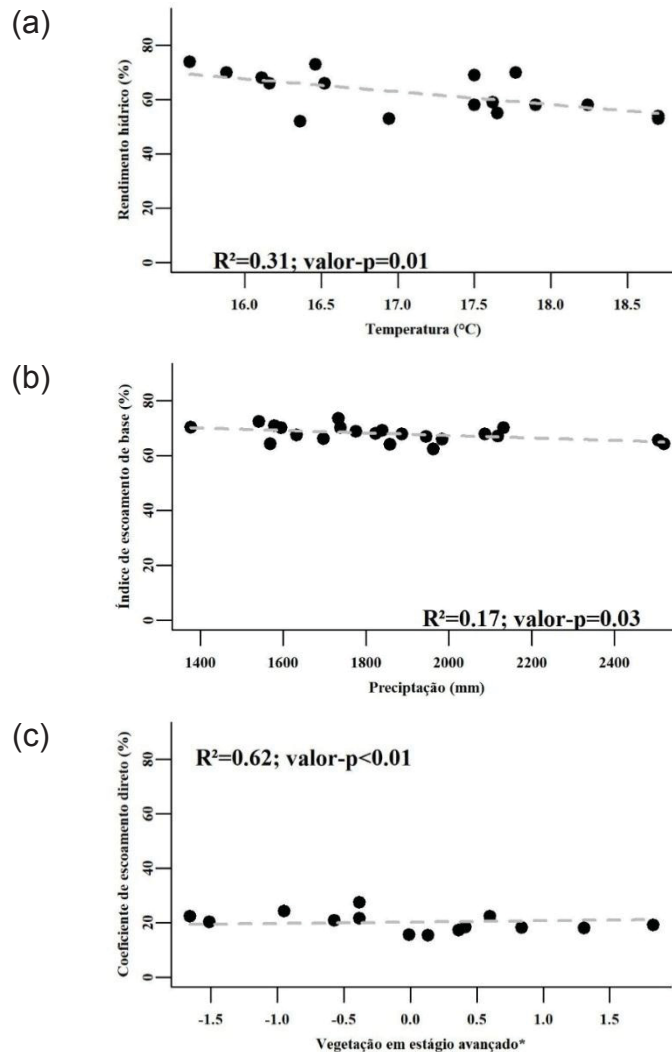 (a)
Rendimento hídrico (%)
80
60
40
20
0
R²=0.31; valor-p=0.01
16.0 16.5 17.0 17.5 18.0 18.5
Temperatura (°C)
(b)
Índice de escoamento de base (%)
80
60
40
20
0
R²=0.17; valor-p=0.03
1400 1600 1800 2000 2200 2400
Preciptação (mm)
(c)
Coeficiente de escoamento direto (%)
80
60
40
20
0
R²=0.62; valor-p<0.01
-1.5 -1.0 -0.5 0.0 0.5 1.0 1.5
Vegetação em estágio avançado*